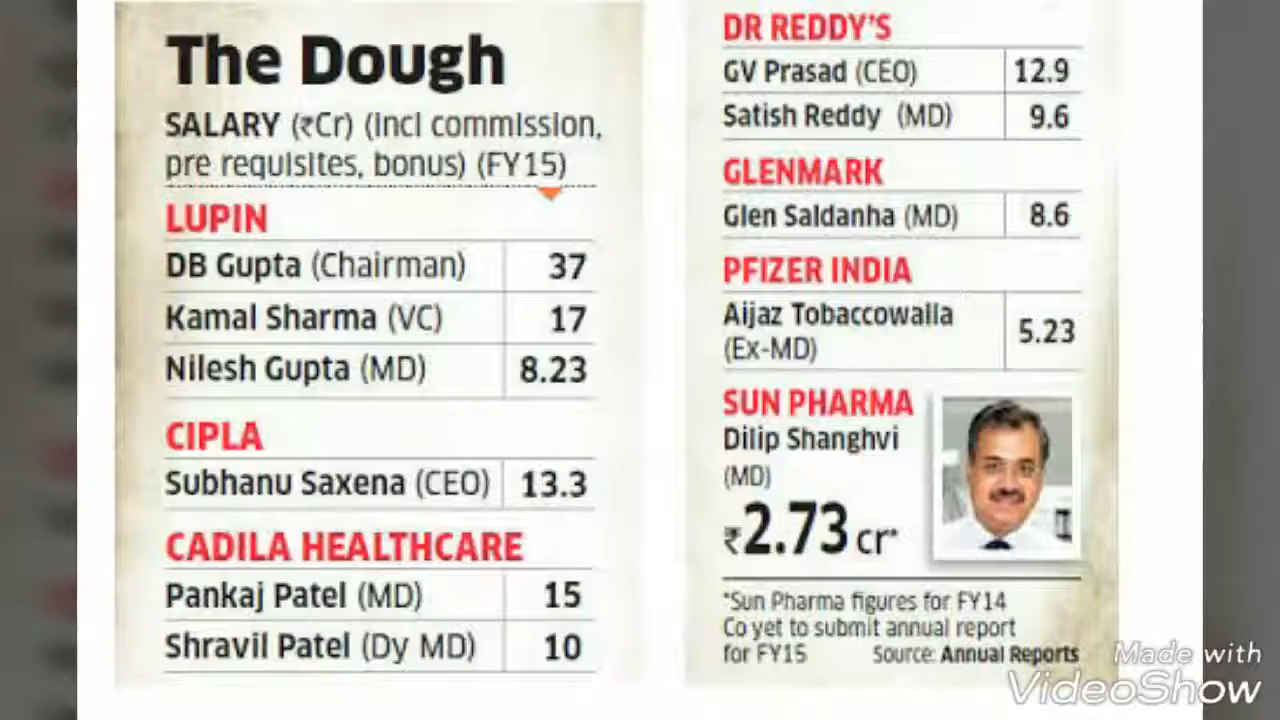 The Dough
SALARY (₹Cr) (incl commission,
pre requisites, bonus) (FY15)
LUPIN
DB Gupta (Chairman) 37
Kamal Sharma (VC) 17
Nilesh Gupta (MD) 8.23
CIPLA
Subhanu Saxena (CEO) 13.3
CADILA HEALTHCARE
Pankaj Patel (MD) 15
Shravil Patel (Dy MD) 10
DR REDDY'S
GV Prasad (CEO) 12.9
Satish Reddy (MD) 9.6
GLENMARK
Glen Saldanha (MD) 8.6
PFIZER INDIA
Aijaz Tobaccowalla
(Ex-MD) 5.23
SUN PHARMA
Dilip Shanghvi
(MD)
₹2.73 cr*
*Sun Pharma figures for FY14
Co yet to submit annual report
for FY15 Source: Annual Reports
Made with
VideoShow